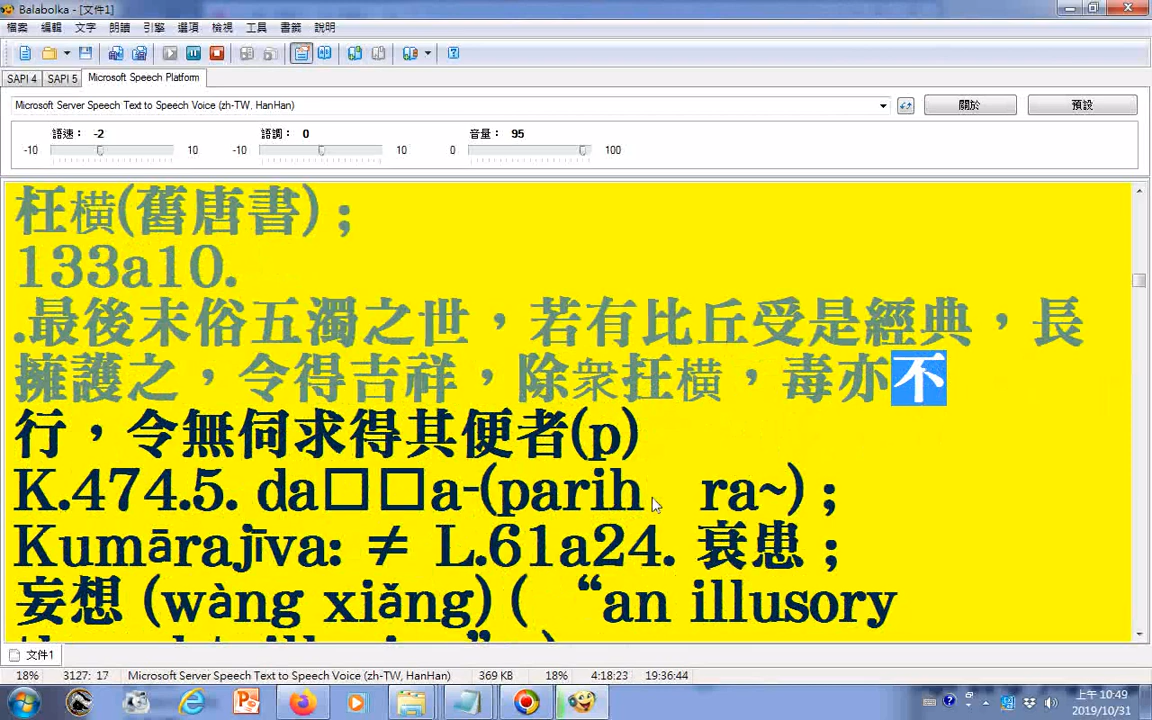 Balabolka - [文件1]
檔案 編輯 文字 朗讀 引擎 選項 檢視 工具 書籤 說明
SAPI 4 SAPI 5 Microsoft Speech Platform
Microsoft Server Speech Text to Speech Voice (zh-TW, HanHan) 關於 預設
語速： -2 語調： 0 音量： 95
-10 10 -10 10 0 100
枉橫(舊唐書)；
133a10.
.最後末俗五濁之世，若有比丘受是經典，長
擁護之，令得吉祥，除衆抂橫，毒亦不
行，令無伺求得其便者(p)
K.474.5. da□□a-(parih ra~)；
Kumārajīva: ≠ L.61a24. 衰患；
妄想 (wàng xiǎng) ( “an illusory
文件1
18% 3127: 17 Microsoft Server Speech Text to Speech Voice (zh-TW, HanHan) 369 KB 18% 4:18:23 19:36:44
上午 10:49
2019/10/31